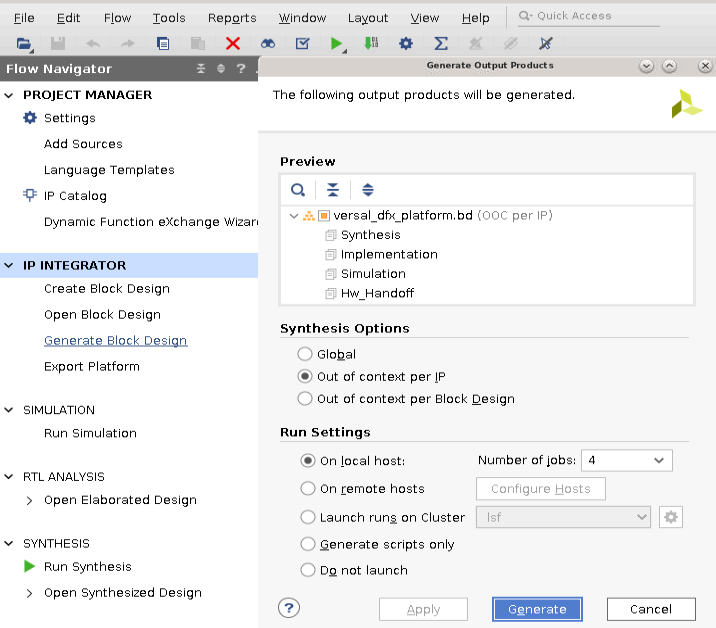 File Edit Flow Tools Reports Window Layout View Help Quick Access
Flow Navigator
PROJECT MANAGER
Settings
Add Sources
Language Templates
IP Catalog
Dynamic Function eXchange Wizar
IP INTEGRATOR
Create Block Design
Open Block Design
Generate Block Design
Export Platform
SIMULATION
Run Simulation
RTL ANALYSIS
Open Elaborated Design
SYNTHESIS
Run Synthesis
Open Synthesized Design
Generate Output Products
The following output products will be generated.
Preview
versal_dfx_platform.bd (OOC per IP)
Synthesis
Implementation
Simulation
Hw_Handoff
Synthesis Options
Global
Out of context per IP
Out of context per Block Design
Run Settings
On local host: Number of jobs: 4
On remote hosts Configure Hosts
Launch runs on Cluster lsf
Generate scripts only
Do not launch
? Apply Generate Cancel